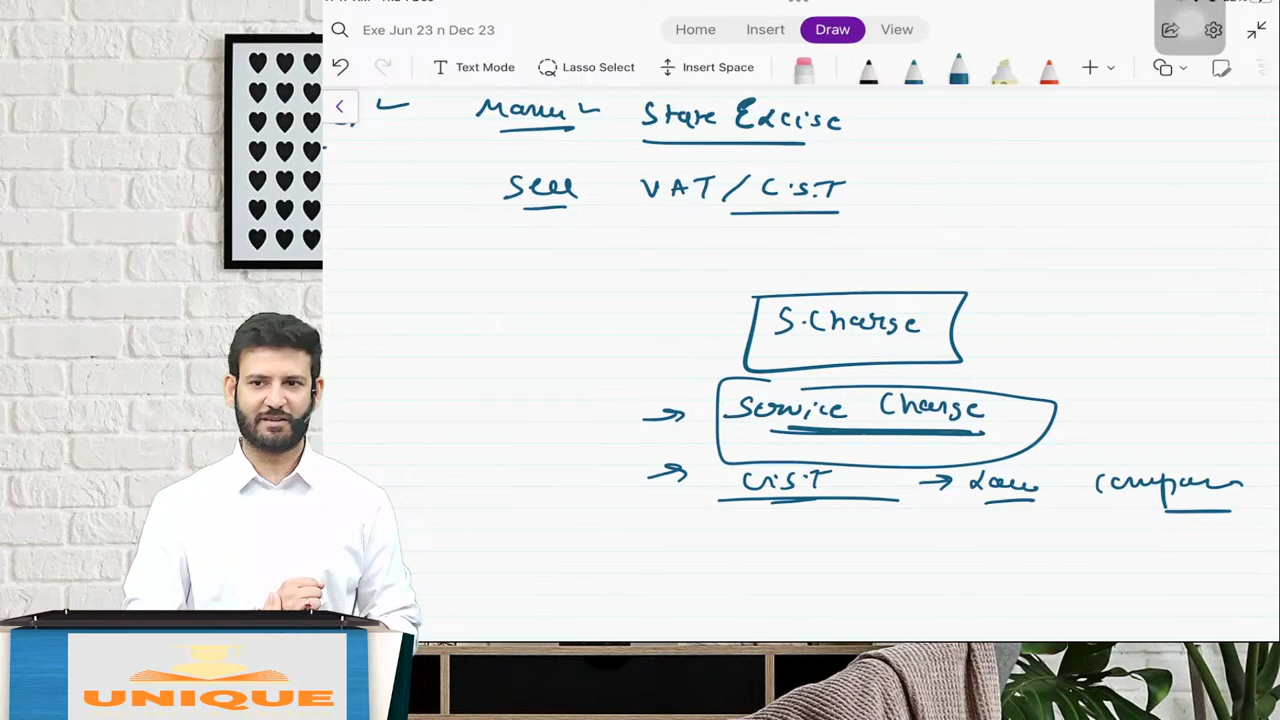 Exe Jun 23 n Dec 23
Home Insert Draw View
Text Mode Lasso Select Insert Space
Manu State Excise
Sell VAT / C.S.T
S.Charge
Service Charge
G.S.T → Law
UNIQUE